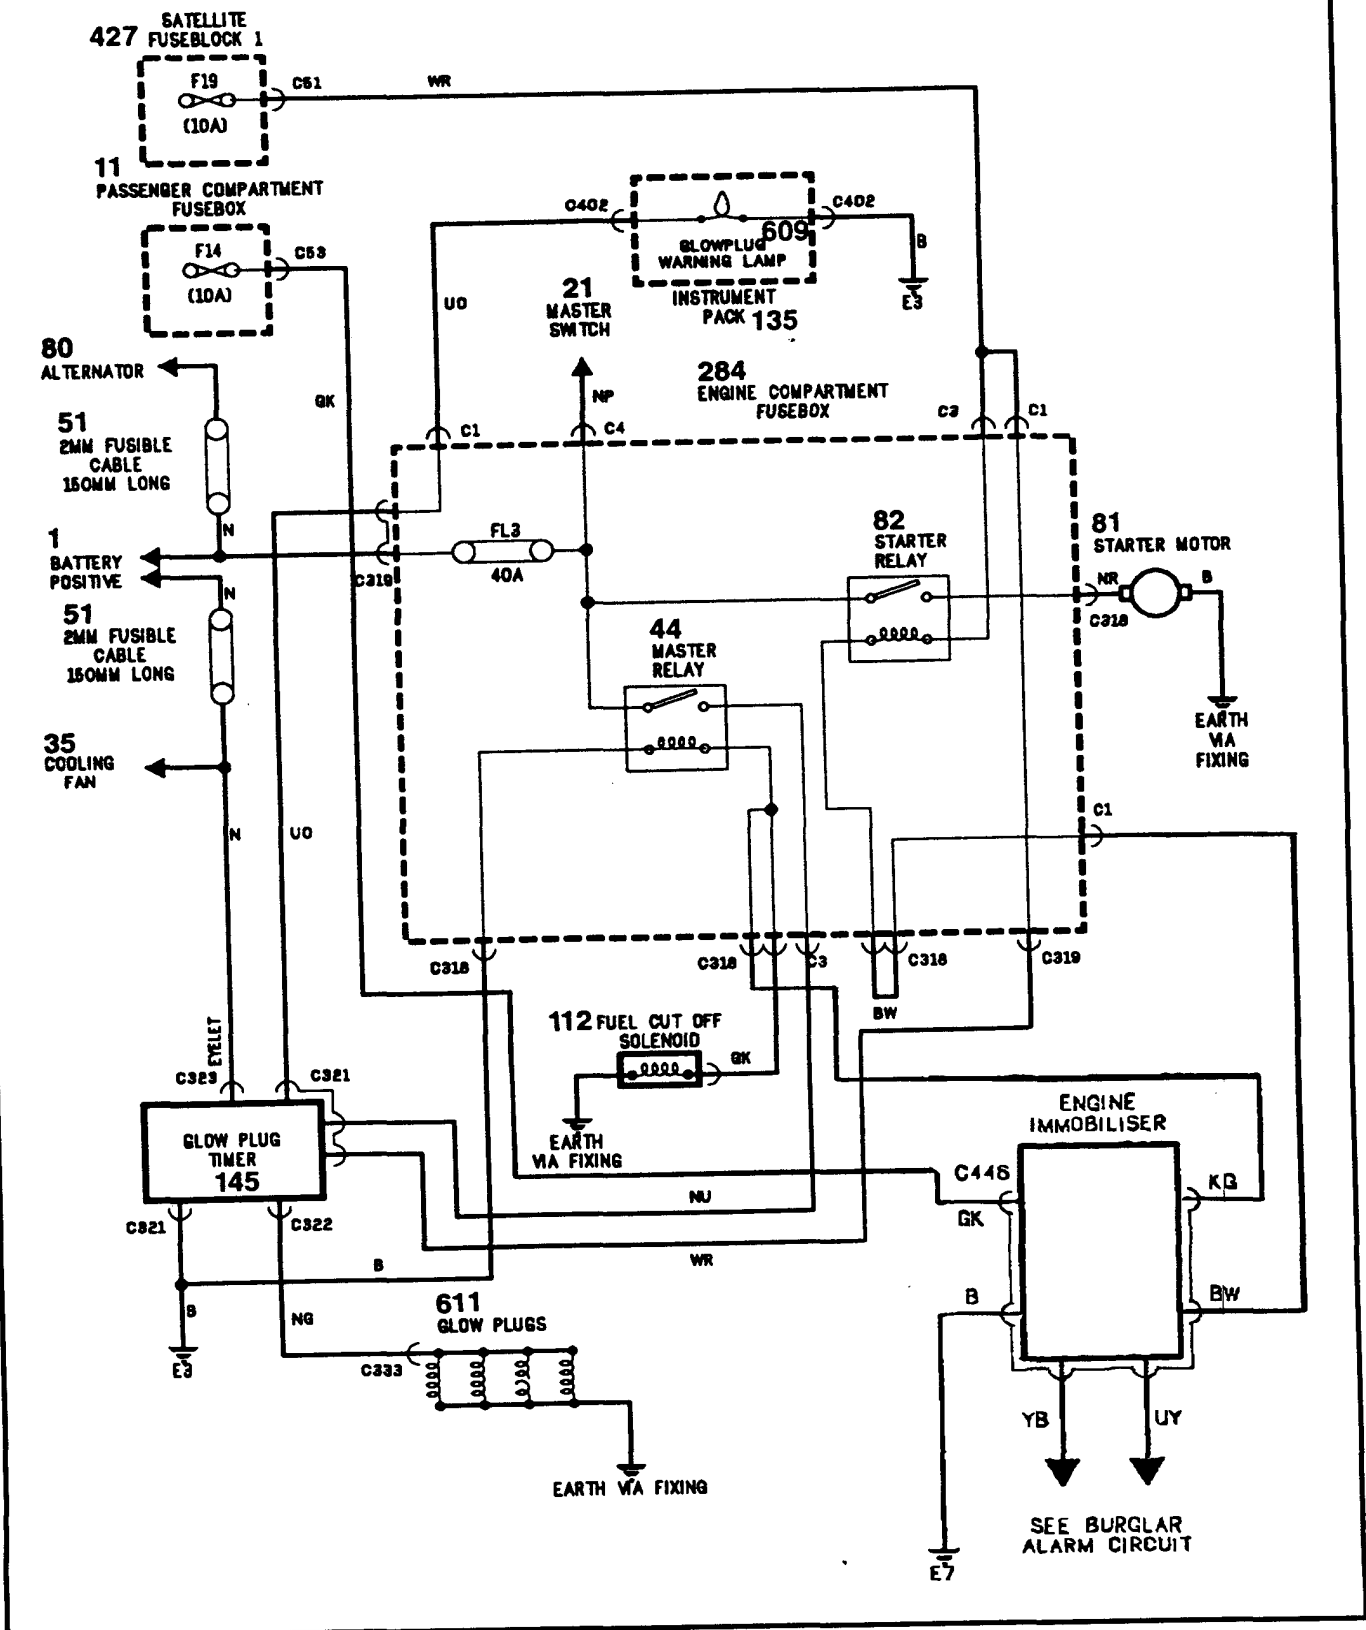 SATELLITE
427 FUSEBLOCK 1
F19
(10A)
C51
WR
11
PASSENGER COMPARTMENT
FUSEBOX
F14
(10A)
C53
C402
C402
609
GLOWPLUG
WARNING LAMP
B
E3
INSTRUMENT
PACK 135
UO
21
MASTER
SWITCH
NP
80
ALTERNATOR
GK
284
ENGINE COMPARTMENT
FUSEBOX
C3
C1
C1
C4
51
2MM FUSIBLE
CABLE
150MM LONG
N
1
BATTERY
POSITIVE
C319
FL3
40A
82
STARTER
RELAY
81
STARTER MOTOR
NR
B
C318
N
51
2MM FUSIBLE
CABLE
150MM LONG
44
MASTER
RELAY
EARTH
VIA
FIXING
35
COOLING
FAN
N
UO
C1
C318
C318
C3
C318
C319
BW
112 FUEL CUT OFF
SOLENOID
GK
EARTH
VIA FIXING
EYELET
C323
C321
GLOW PLUG
TIMER
145
C321
C322
ENGINE
IMMOBILISER
C446
KG
GK
NU
WR
B
B
E3
NG
B
BW
611
GLOW PLUGS
C333
EARTH VIA FIXING
YB
UY
SEE BURGLAR
ALARM CIRCUIT
E7